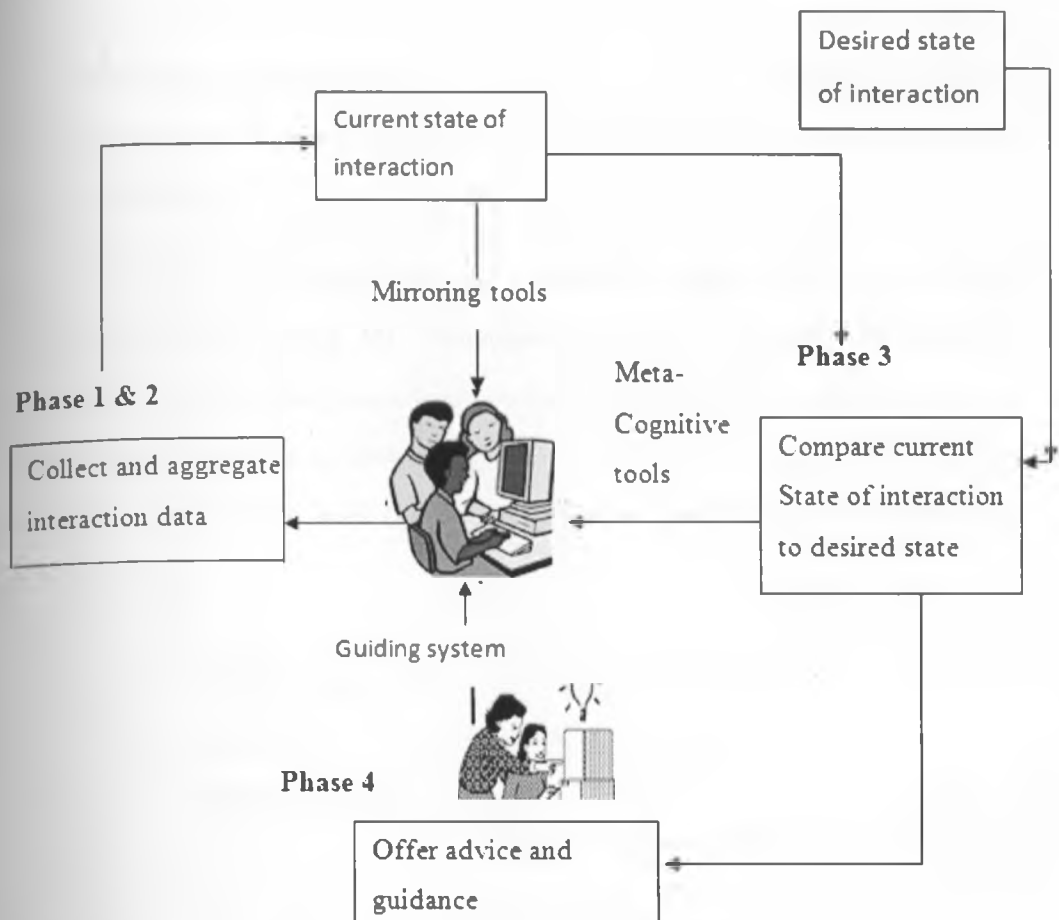 Desired state
of interaction
Current state of
interaction
Mirroring tools
Phase 3
Meta-
Cognitive
tools
Phase 1 & 2
Collect and aggregate
interaction data
Compare current
State of interaction
to desired state
Guiding system
Phase 4
Offer advice and
guidance